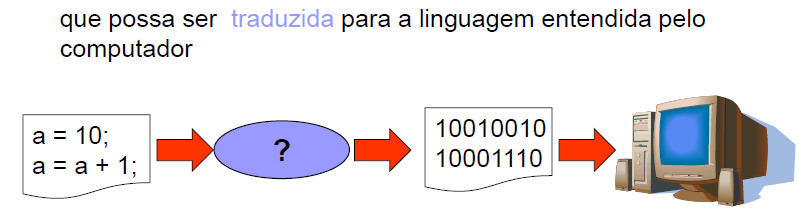 que possa ser traduzida para a linguagem entendida pelo
computador
a = 10;
a = a + 1;
?
10010010
10001110